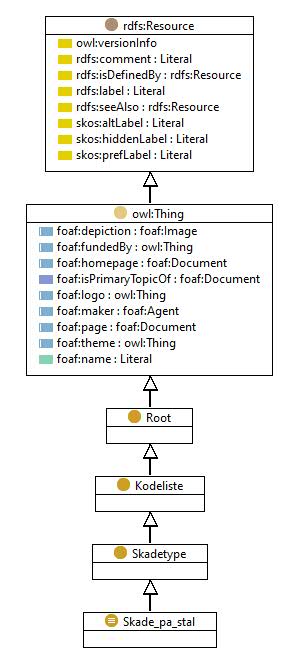 rdfs:Resource
owl:versionInfo
rdfs:comment : Literal
rdfs:isDefinedBy : rdfs:Resource
rdfs:label : Literal
rdfs:seeAlso : rdfs:Resource
skos:altLabel : Literal
skos:hiddenLabel : Literal
skos:prefLabel : Literal
owl:Thing
foaf:depiction : foaf:Image
foaf:fundedBy : owl:Thing
foaf:homepage : foaf:Document
foaf:isPrimaryTopicOf : foaf:Document
foaf:logo : owl:Thing
foaf:maker : foaf:Agent
foaf:page : foaf:Document
foaf:theme : owl:Thing
foaf:name : Literal
Root
Kodeliste
Skadetype
Skade_pa_stal